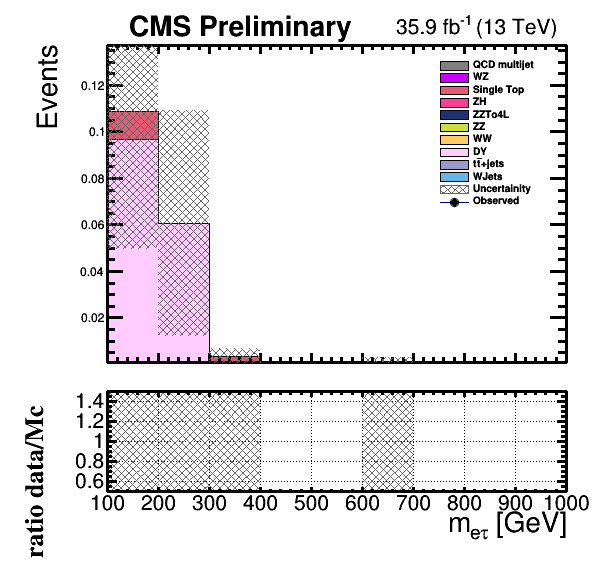 CMS Preliminary 35.9 fb⁻¹ (13 TeV)
Events
0.12
0.1
0.08
0.06
0.04
0.02
QCD multijet
WZ
Single Top
ZH
ZZTo4L
ZZ
WW
DY
tt̄+jets
WJets
Uncertainity
Observed
ratio data/Mc
1.4
1.2
1
0.8
0.6
100 200 300 400 500 600 700 800 900 1000
m_eτ [GeV]